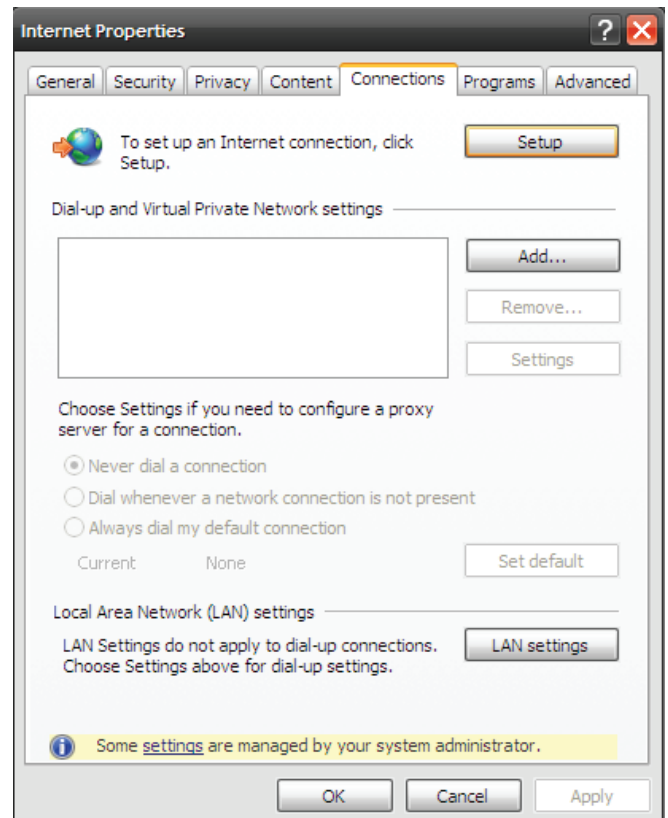 Internet Properties
?
General Security Privacy Content Connections Programs Advanced
To set up an Internet connection, click
Setup.
Setup
Dial-up and Virtual Private Network settings
Add...
Remove...
Settings
Choose Settings if you need to configure a proxy
server for a connection.
Never dial a connection
Dial whenever a network connection is not present
Always dial my default connection
Current None
Set default
Local Area Network (LAN) settings
LAN Settings do not apply to dial-up connections.
Choose Settings above for dial-up settings.
LAN settings
Some settings are managed by your system administrator.
OK Cancel Apply